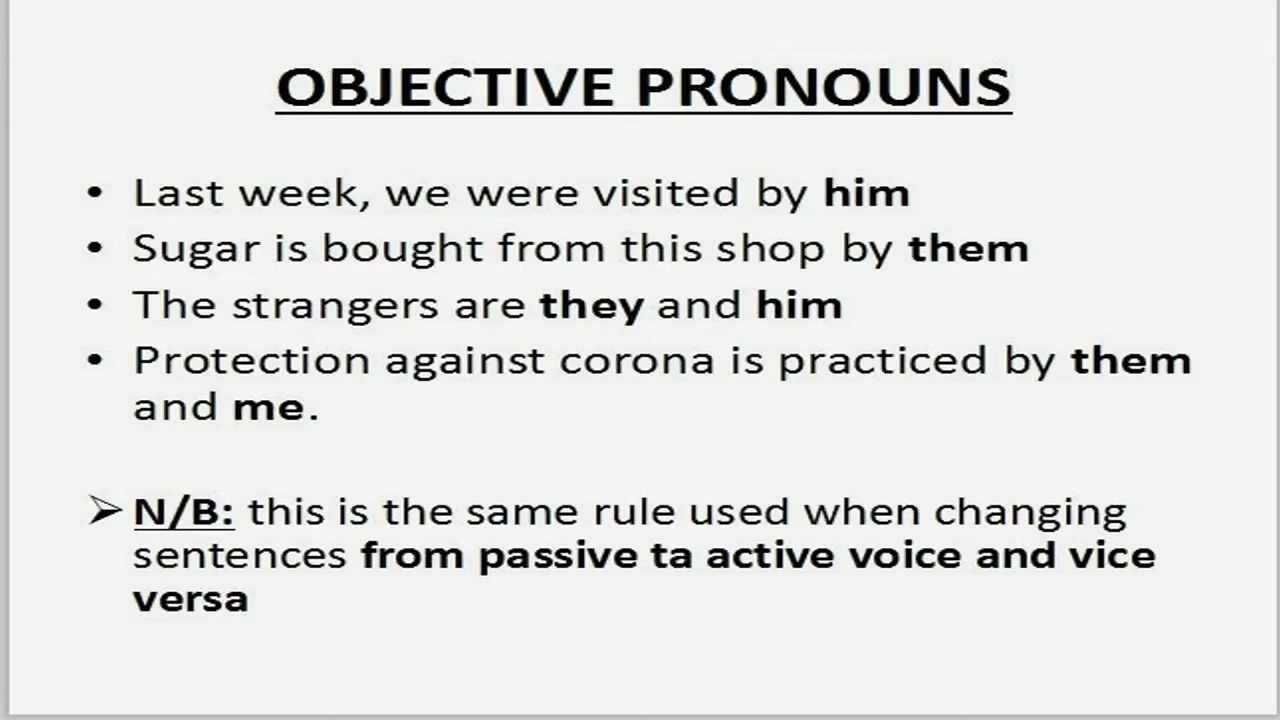 OBJECTIVE PRONOUNS
• Last week, we were visited by him
• Sugar is bought from this shop by them
• The strangers are they and him
• Protection against corona is practiced by them
and me.
➢ N/B: this is the same rule used when changing
sentences from passive ta active voice and vice
versa